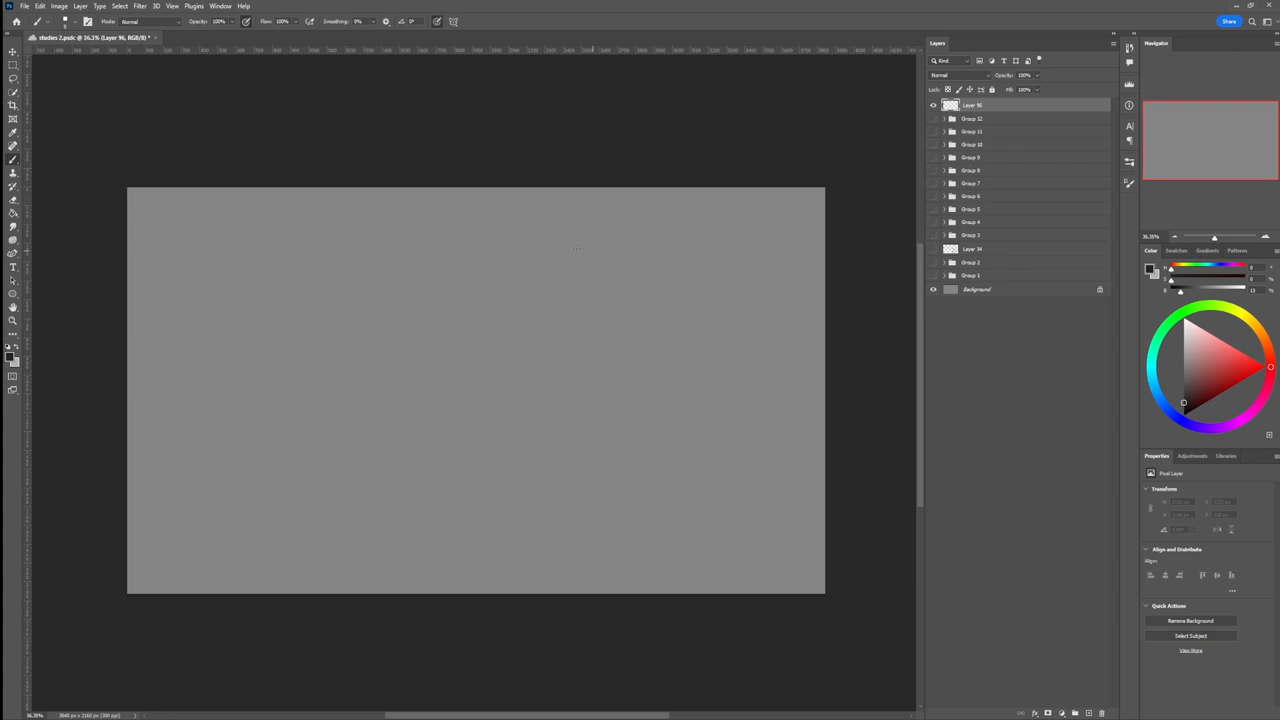 Ps File Edit Image Layer Type Select Filter 3D View Plugins Window Help
Mode: Normal Opacity: 100% Flow: 100% Smoothing: 0% 0° Share
studies 2.psdc @ 36.3% (Layer 96, RGB/8) *
Layers
Kind
Normal Opacity: 100%
Lock: Fill: 100%
Layer 96
Group 12
Group 11
Group 10
Group 9
Group 8
Group 7
Group 6
Group 5
Group 4
Group 3
Layer 34
Group 2
Group 1
Background
Navigator
36.35%
Color Swatches Gradients Patterns
H 0 °
S 0 %
B 13 %
Properties Adjustments Libraries
Pixel Layer
Transform
Align and Distribute
Align:
Quick Actions
Remove Background
Select Subject
View More
36.35% 3840 px x 2160 px (300 ppi)